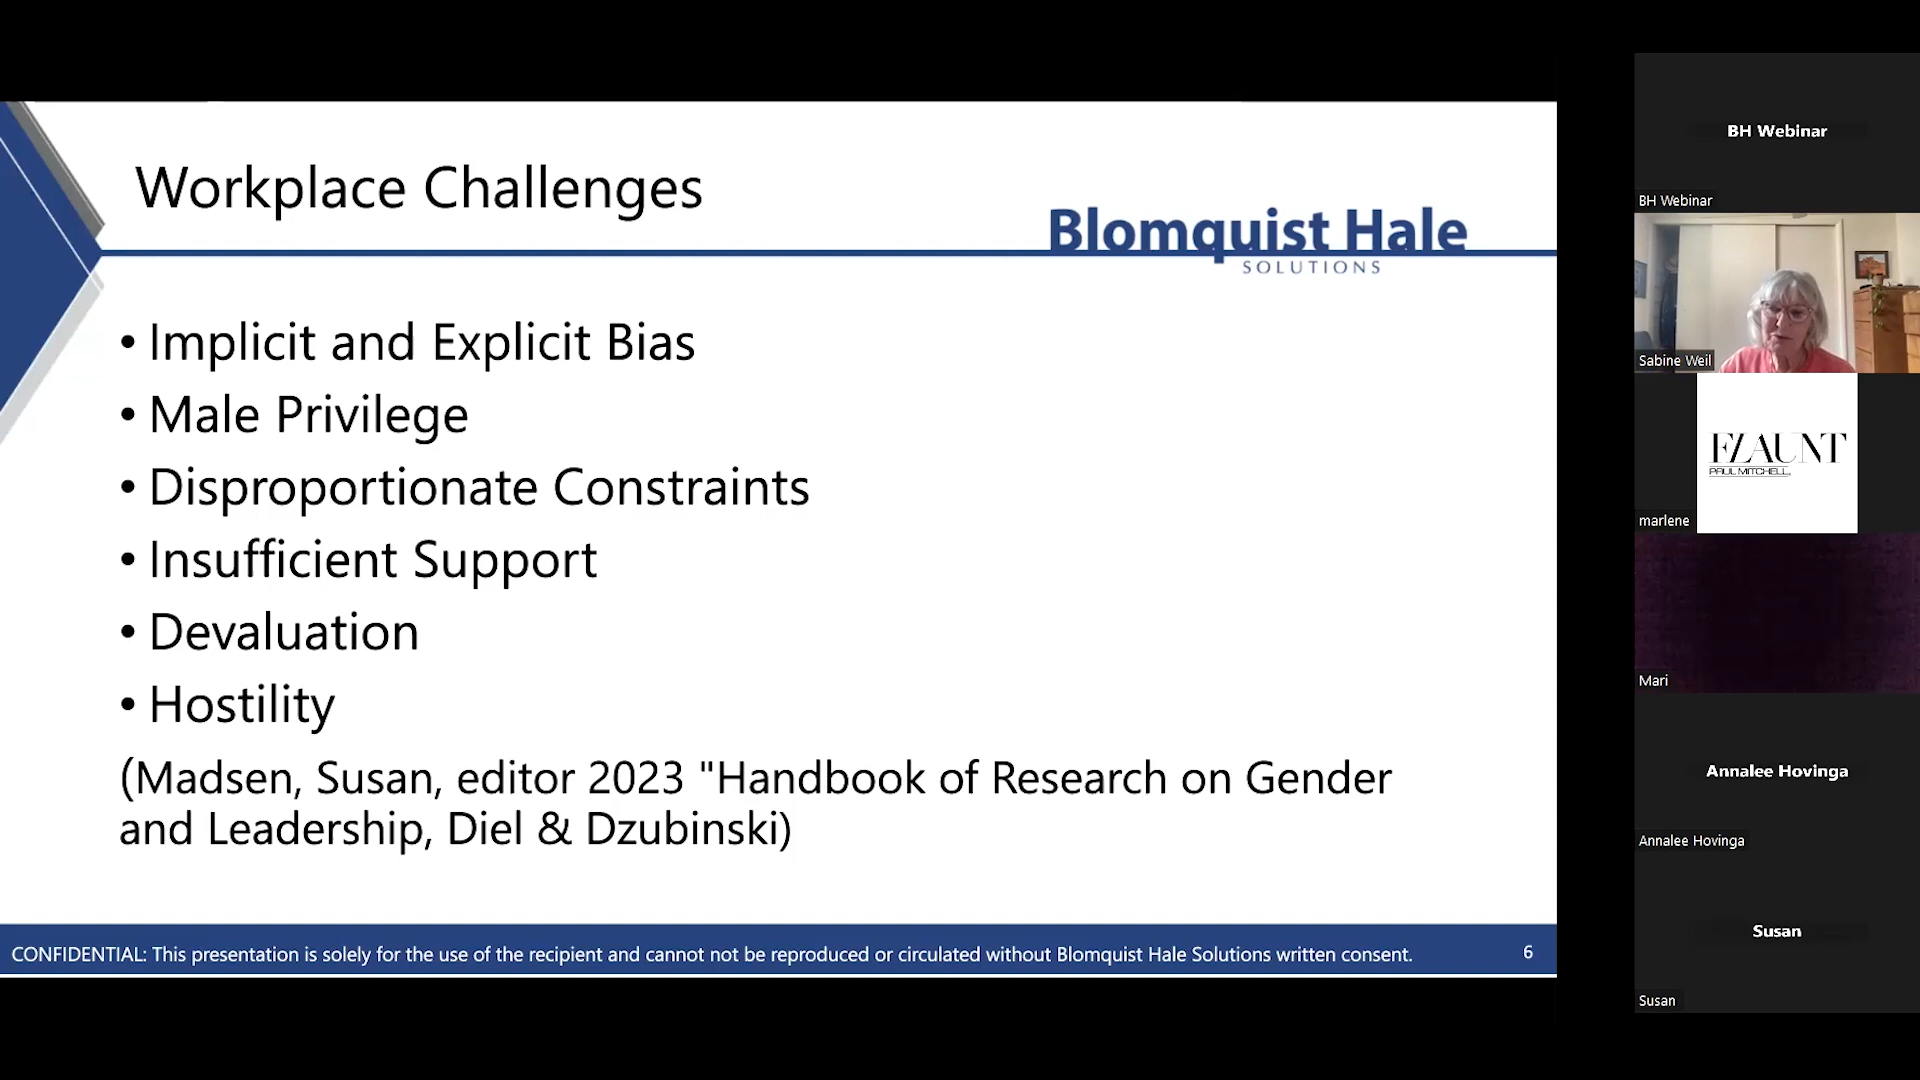 Workplace Challenges
Blomquist Hale
SOLUTIONS
• Implicit and Explicit Bias
• Male Privilege
• Disproportionate Constraints
• Insufficient Support
• Devaluation
• Hostility
(Madsen, Susan, editor 2023 "Handbook of Research on Gender
and Leadership, Diel & Dzubinski)
CONFIDENTIAL: This presentation is solely for the use of the recipient and cannot not be reproduced or circulated without Blomquist Hale Solutions written consent.
6
BH Webinar
BH Webinar
Sabine Weil
FLAUNT
PAUL MITCHELL
marlene
Mari
Annalee Hovinga
Annalee Hovinga
Susan
Susan